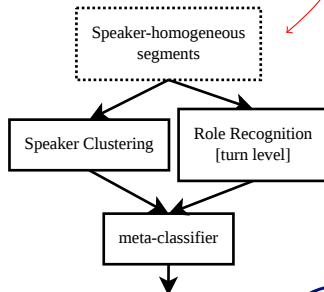 Speaker-homogeneous
segments
Speaker Clustering
Role Recognition
[turn level]
meta-classifier